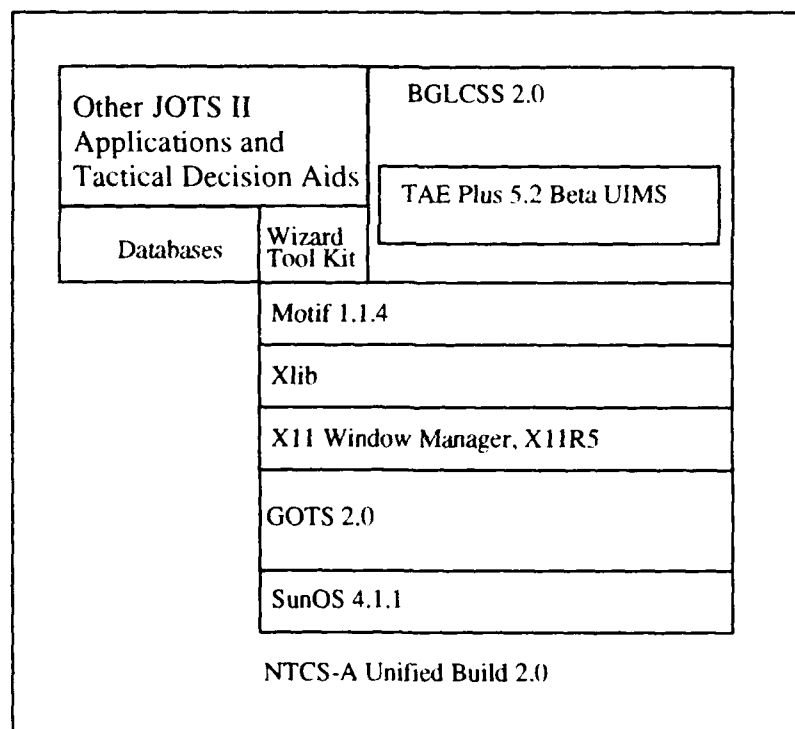 Other JOTS II
Applications and
Tactical Decision Aids
BGLCSS 2.0
TAE Plus 5.2 Beta UIMS
Databases
Wizard
Tool Kit
Motif 1.1.4
Xlib
X11 Window Manager, X11R5
GOTS 2.0
SunOS 4.1.1
NTCS-A Unified Build 2.0